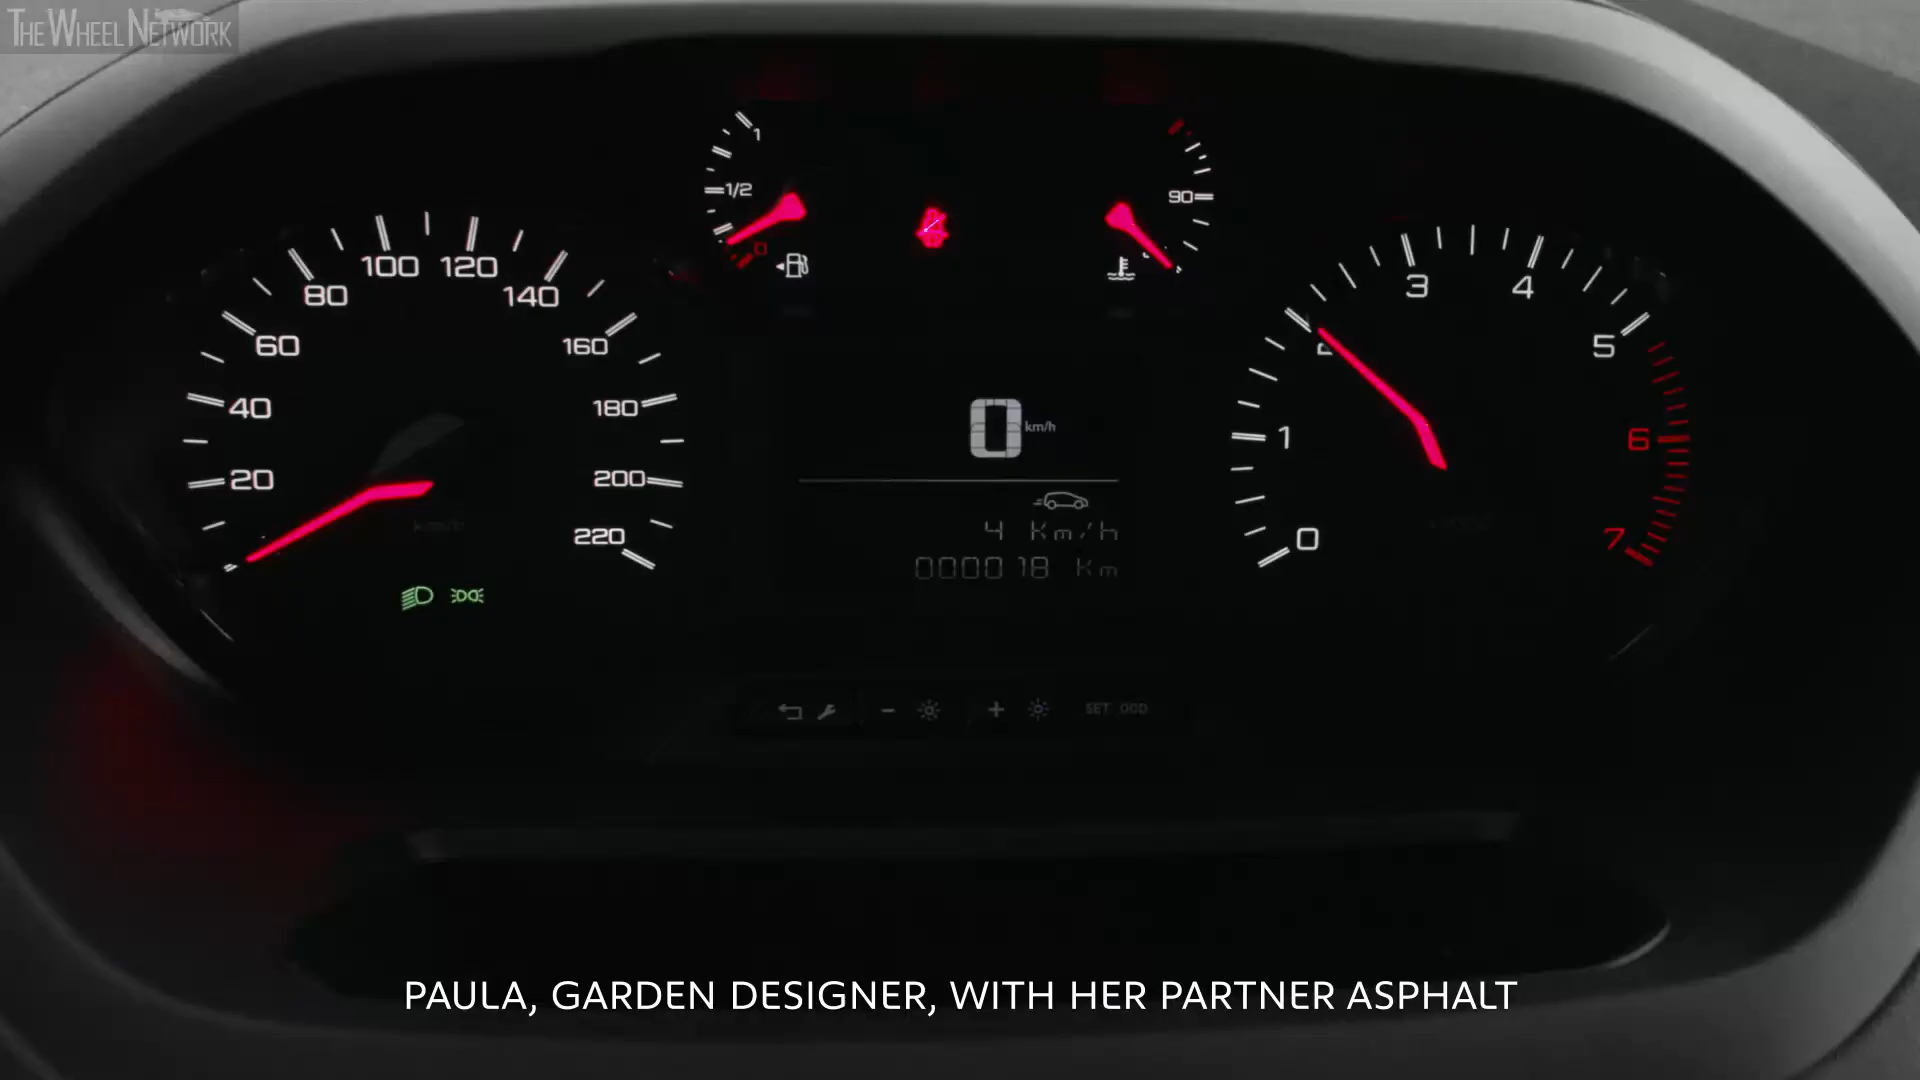 THE WHEEL NETWORK
1
1/2
0
90
100 120
80 140
60 160
40 180
20 200
220
0 km/h
4 Km/h
000018 Km
3 4
2 5
1 6
0 7
SET ODO
PAULA, GARDEN DESIGNER, WITH HER PARTNER ASPHALT